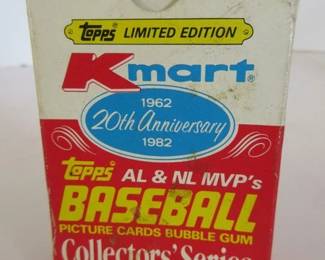 Topps LIMITED EDITION
Kmart®
1962
20th Anniversary
1982
Topps AL & NL MVP's
BASEBALL
PICTURE CARDS BUBBLE GUM
Collectors' Series